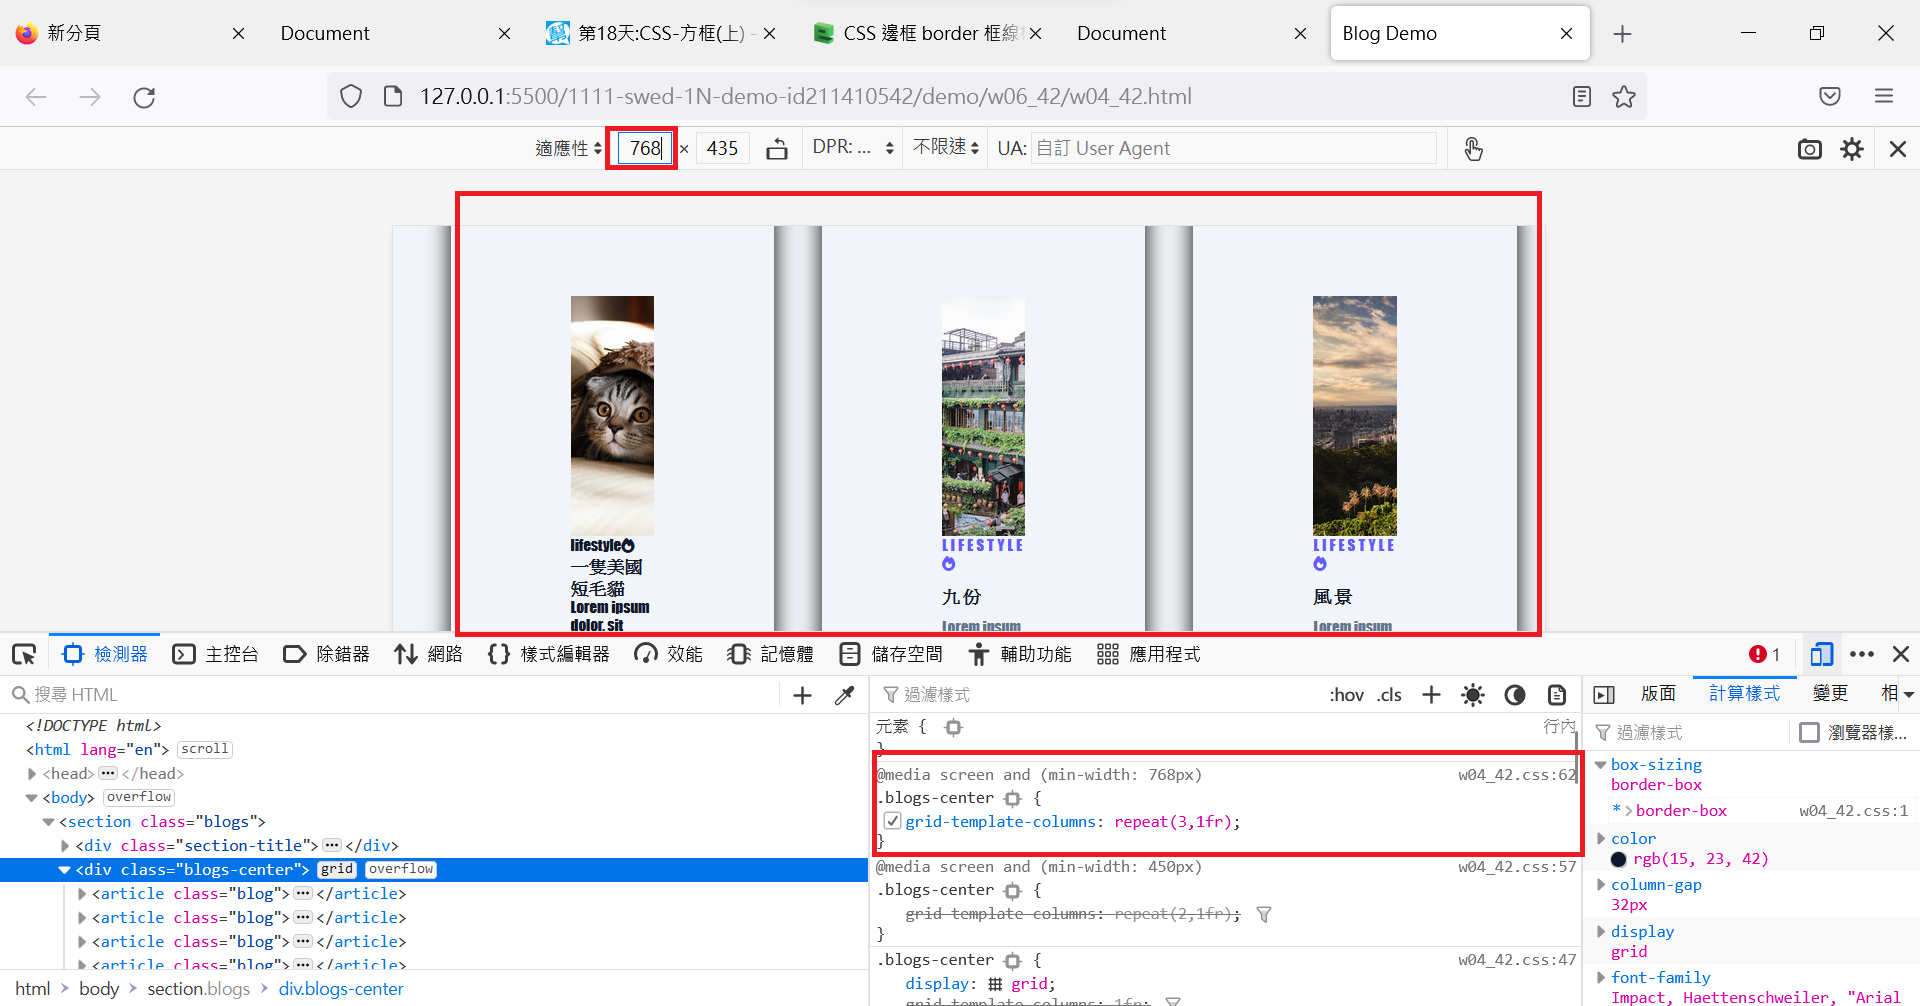 新分頁
Document
第18天:CSS-方框(上) -
CSS 邊框 border 框線
Document
Blog Demo
127.0.0.1:5500/1111-swed-1N-demo-id211410542/demo/w06_42/w04_42.html
適應性 768 × 435 DPR: ... 不限速 UA: 自訂 User Agent
lifestyle
一隻美國
短毛貓
Lorem ipsum
dolor, sit
LIFESTYLE
九份
Lorem ipsum
LIFESTYLE
風景
Lorem ipsum
檢測器 主控台 除錯器 網路 樣式編輯器 效能 記憶體 儲存空間 輔助功能 應用程式 1
搜尋 HTML
<!DOCTYPE html>
<html lang="en"> scroll
<head> ··· </head>
<body> overflow
<section class="blogs">
<div class="section-title"> ··· </div>
<div class="blogs-center"> grid overflow
<article class="blog"> ··· </article>
<article class="blog"> ··· </article>
<article class="blog"> ··· </article>
<article class="blog"> ··· </article>
html > body > section.blogs > div.blogs-center
過濾樣式 :hov .cls
元素 { 行內
}
@media screen and (min-width: 768px) w04_42.css:62
.blogs-center {
grid-template-columns: repeat(3,1fr);
}
@media screen and (min-width: 450px) w04_42.css:57
.blogs-center {
grid-template-columns: repeat(2,1fr);
}
.blogs-center { w04_42.css:47
display: grid;
grid-template-columns: 1fr;
版面 計算樣式 變更 相
過濾樣式 瀏覽器樣...
box-sizing
border-box
* border-box w04_42.css:1
color
rgb(15, 23, 42)
column-gap
32px
display
grid
font-family
Impact, Haettenschweiler, "Arial